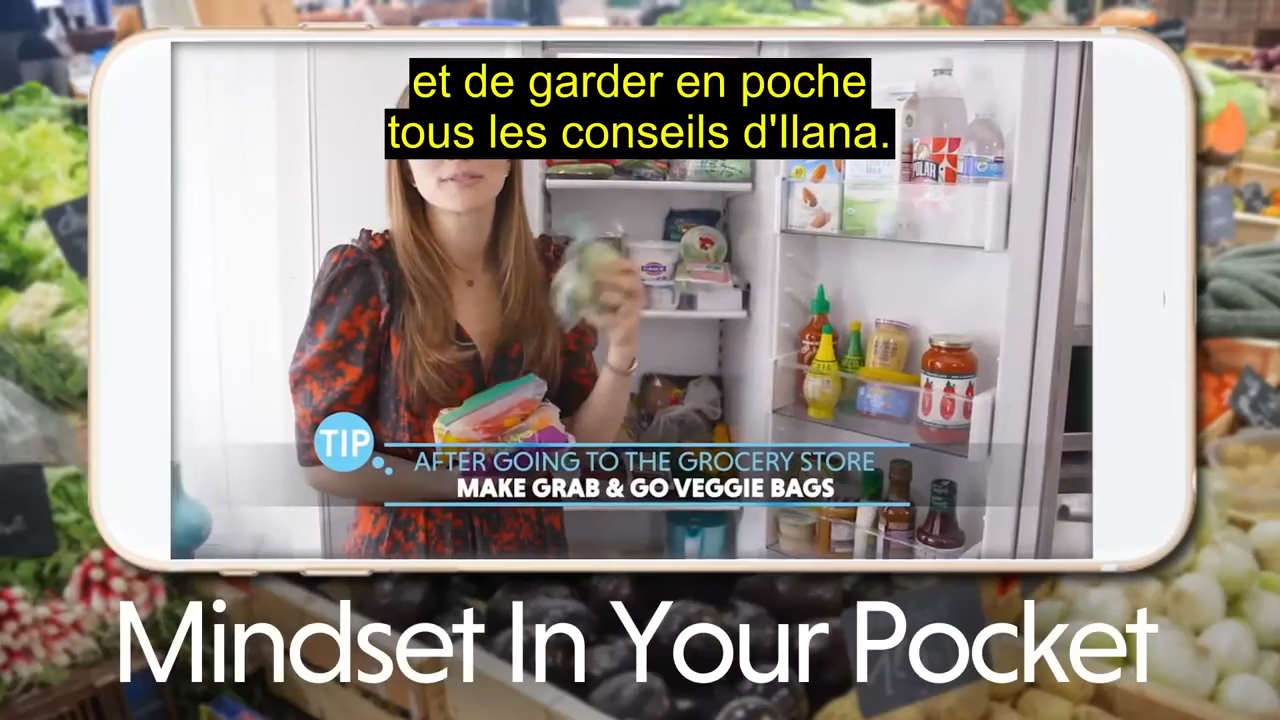 et de garder en poche
tous les conseils d'Ilana.
POLAR
TIP
AFTER GOING TO THE GROCERY STORE
MAKE GRAB & GO VEGGIE BAGS
Mindset In Your Pocket